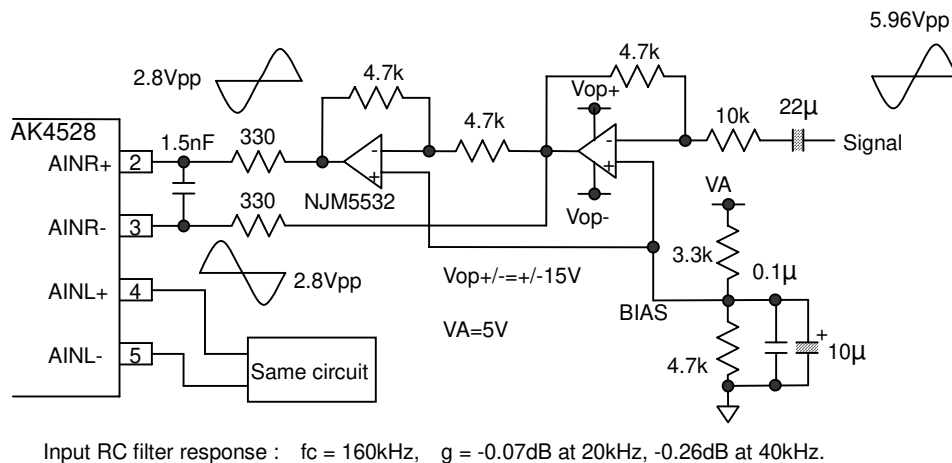 5.96Vpp
2.8Vpp
4.7k
4.7k
Vop+
22µ
AK4528
1.5nF
330
4.7k
10k
Signal
AINR+
2
-
+
-
+
NJM5532
VA
AINR-
3
330
Vop-
3.3k
0.1µ
2.8Vpp
Vop+/-=+/-15V
AINL+
4
BIAS
VA=5V
+
AINL-
5
Same circuit
4.7k
10µ
Input RC filter response : fc = 160kHz, g = -0.07dB at 20kHz, -0.26dB at 40kHz.